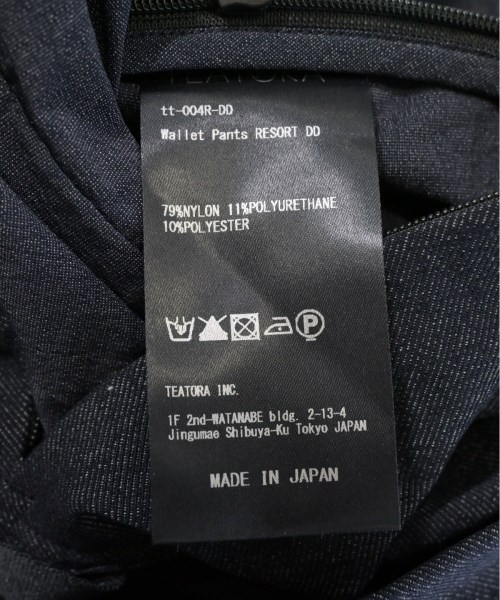 TEATORA
tt-004R-DD
Wallet Pants RESORT DD
79%NYLON 11%POLYURETHANE
10%POLYESTER
TEATORA INC.
1F 2nd-WATANABE bldg. 2-13-4
Jingumae Shibuya-Ku Tokyo JAPAN
MADE IN JAPAN